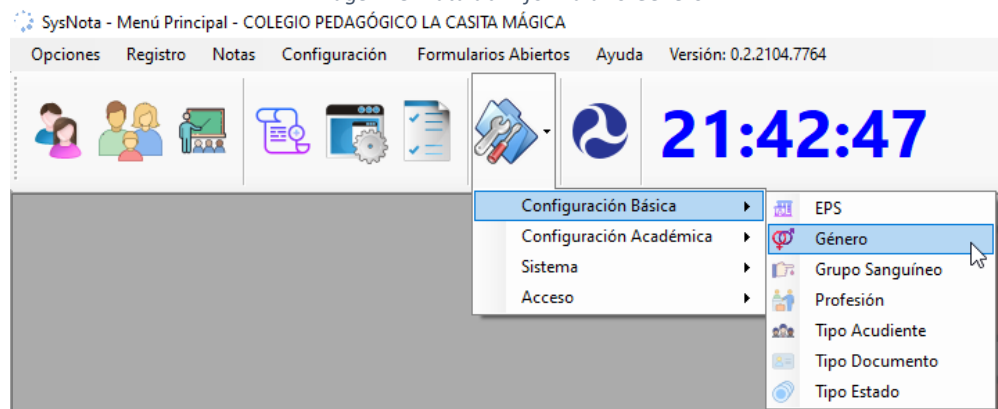 SysNota - Menú Principal - COLEGIO PEDAGÓGICO LA CASITA MÁGICA
Opciones Registro Notas Configuración Formularios Abiertos Ayuda Versión: 0.2.2104.7764
21:42:47
Configuración Básica
Configuración Académica
Sistema
Acceso
EPS
Género
Grupo Sanguíneo
Profesión
Tipo Acudiente
Tipo Documento
Tipo Estado